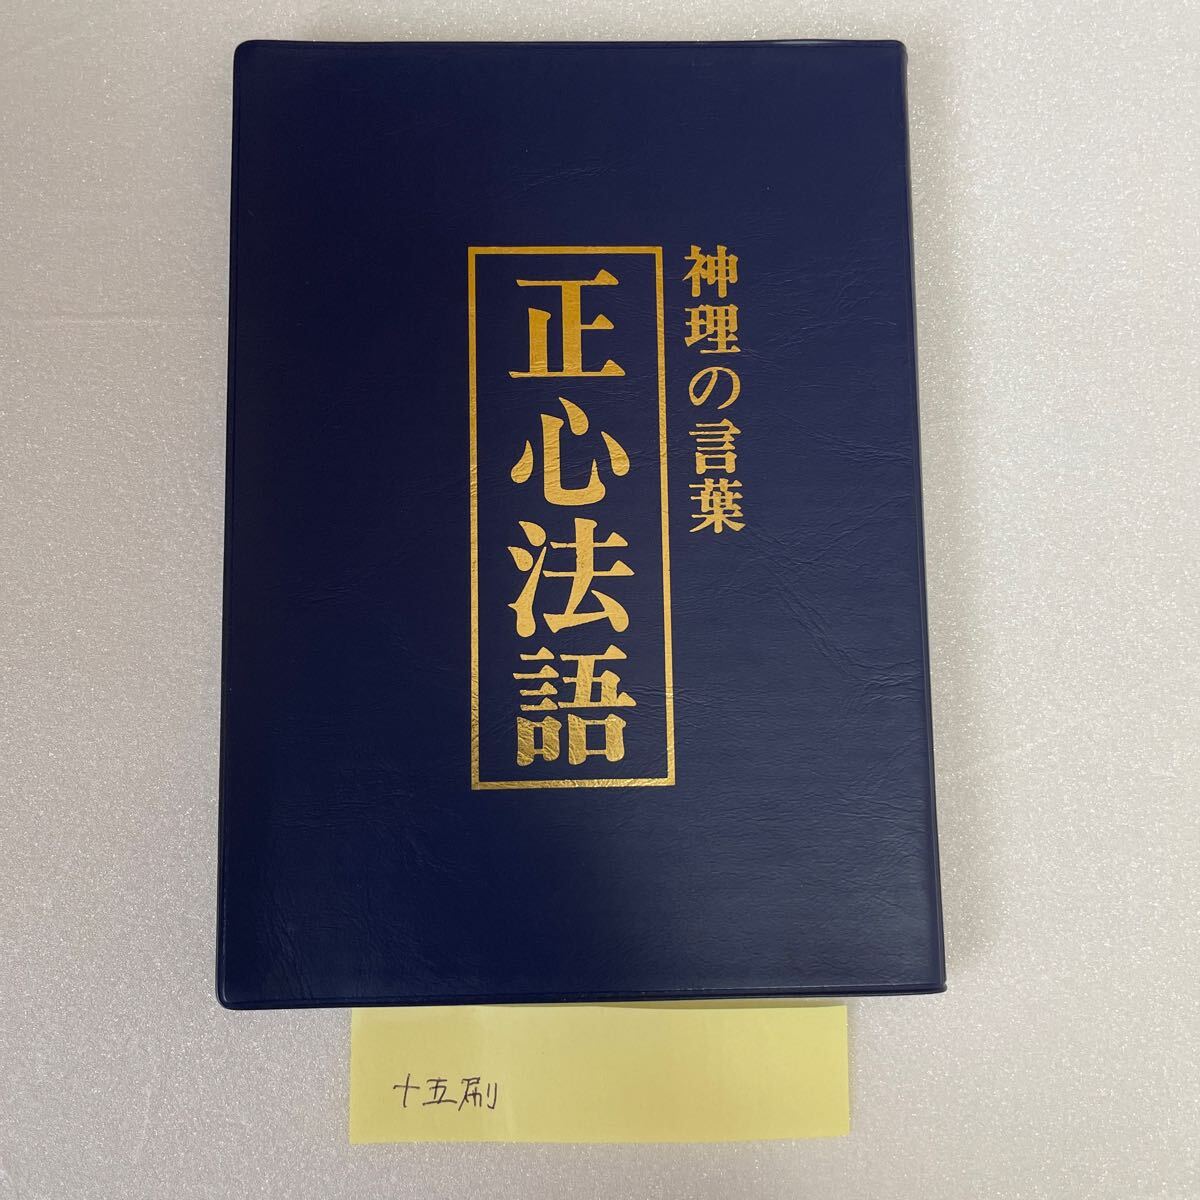 神理の言葉
正心法語
十五刷